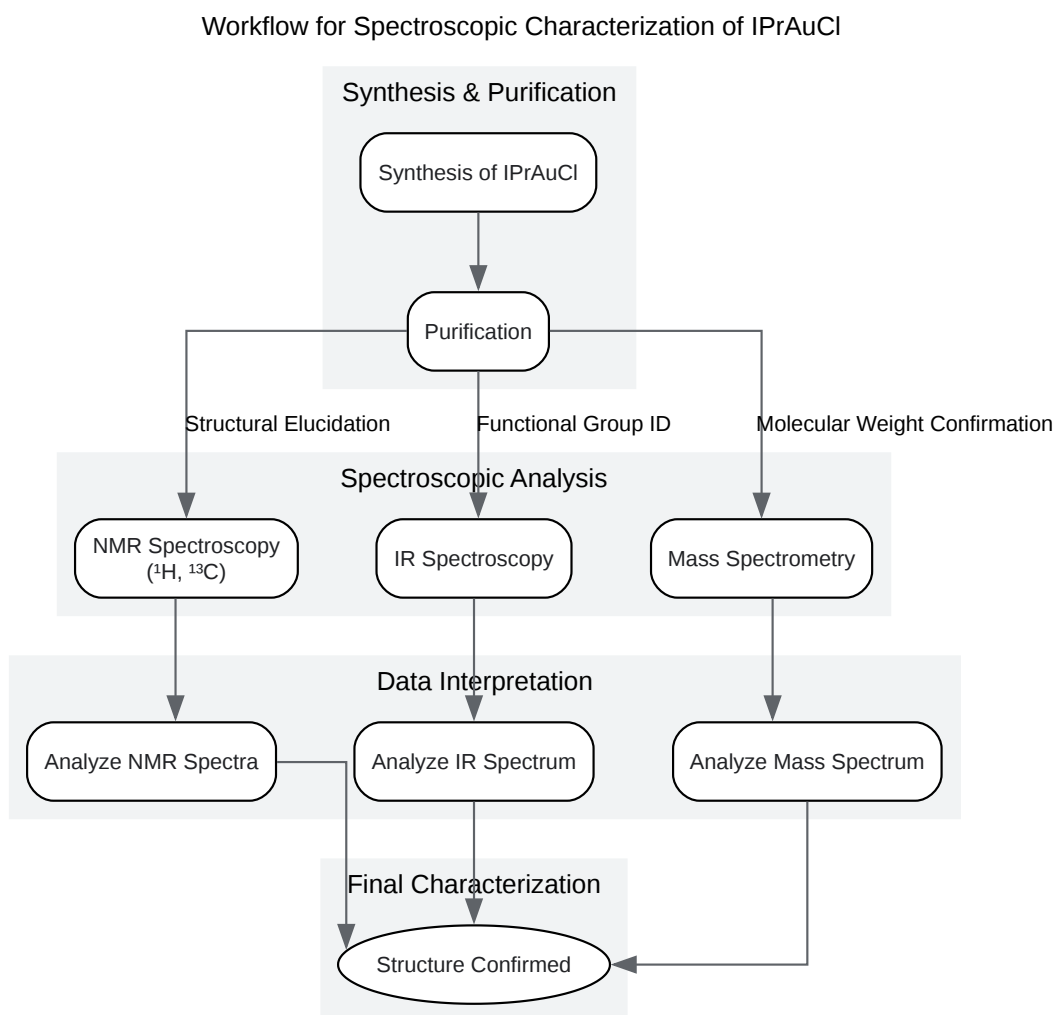 Workflow for Spectroscopic Characterization of IPrAuCl
Synthesis & Purification
Synthesis of IPrAuCl
Purification
Structural Elucidation
Functional Group ID
Molecular Weight Confirmation
Spectroscopic Analysis
NMR Spectroscopy
(¹H, ¹³C)
IR Spectroscopy
Mass Spectrometry
Data Interpretation
Analyze NMR Spectra
Analyze IR Spectrum
Analyze Mass Spectrum
Final Characterization
Structure Confirmed